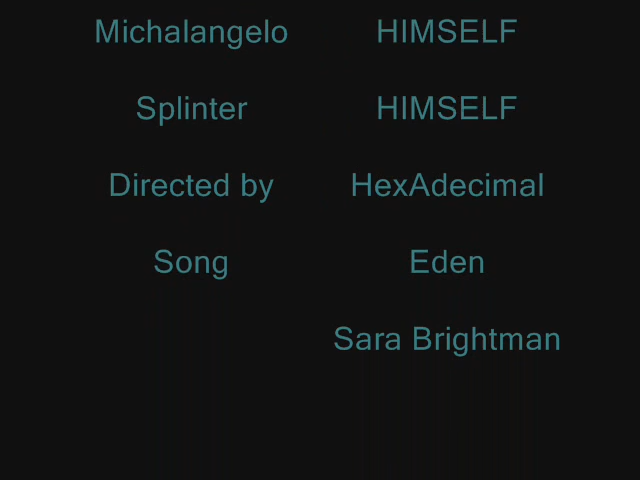 Michalangelo HIMSELF
Splinter HIMSELF
Directed by HexAdecimal
Song Eden
Sara Brightman